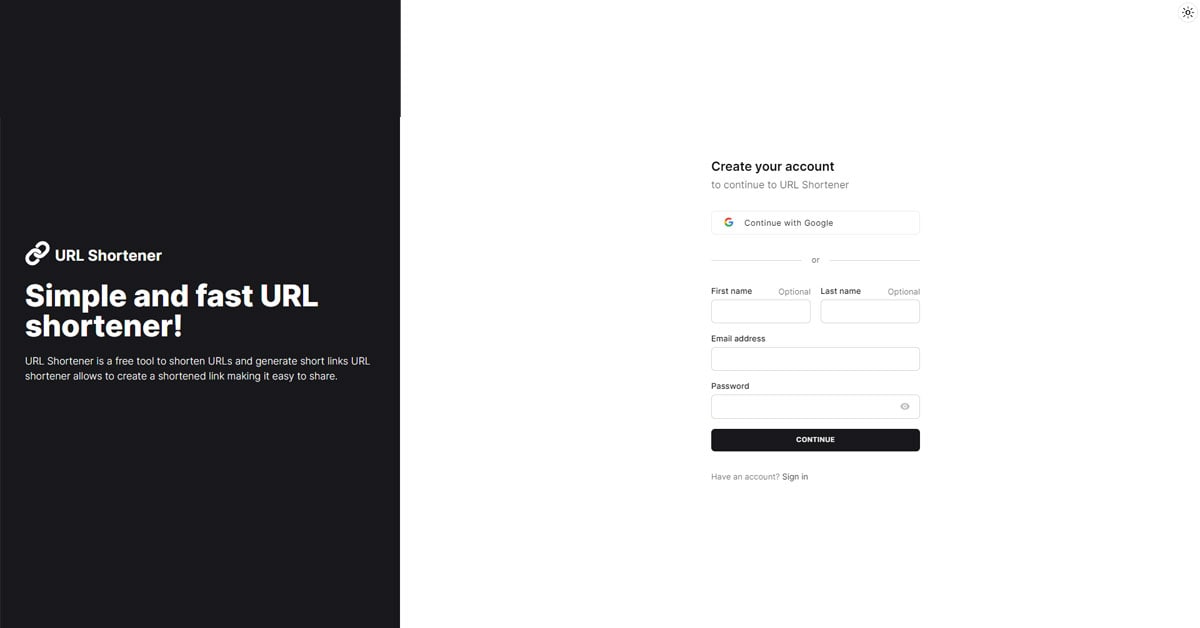 URL Shortener
Simple and fast URL
shortener!
URL Shortener is a free tool to shorten URLs and generate short links URL
shortener allows to create a shortened link making it easy to share.
Create your account
to continue to URL Shortener
Continue with Google
or
First name Optional Last name Optional
Email address
Password
CONTINUE
Have an account? Sign in